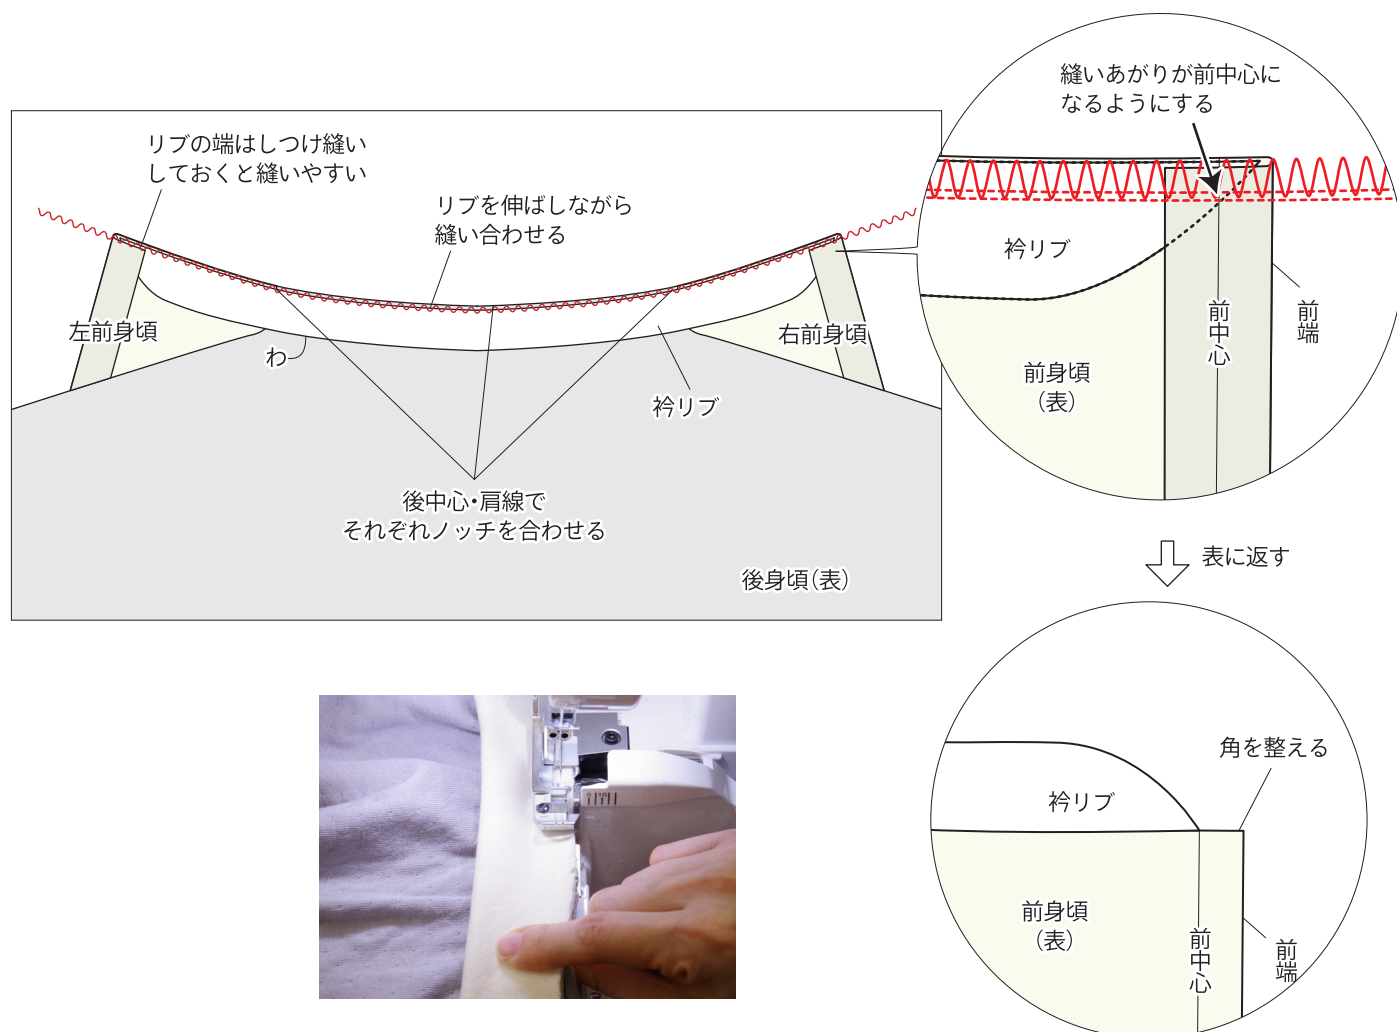 リブの端はしつけ縫い
しておくと縫いやすい
リブを伸ばしながら
縫い合わせる
左前身頃
わ
右前身頃
衿リブ
後中心・肩線で
それぞれノッチを合わせる
後身頃（表）
縫いあがりが前中心に
なるようにする
衿リブ
前中心
前端
前身頃
（表）
表に返す
角を整える
衿リブ
前身頃
（表）
前中心
前端